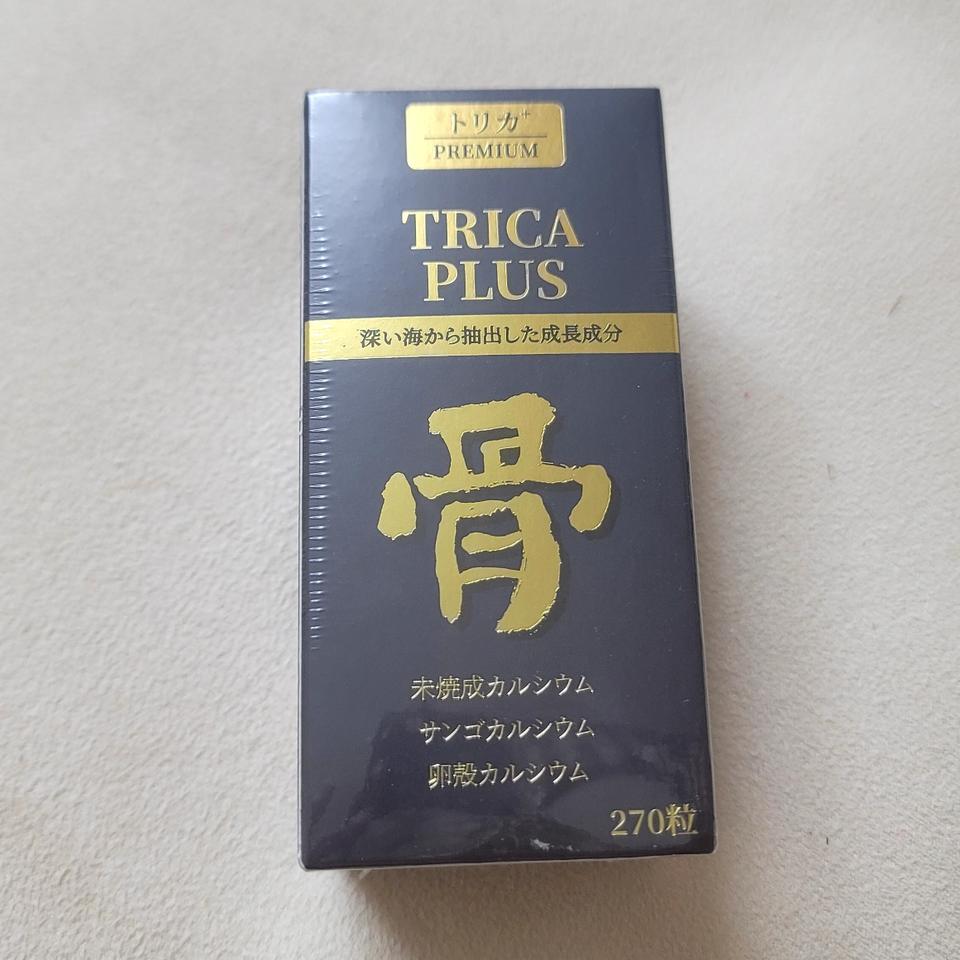 トリカ+
PREMIUM
TRICA
PLUS
深い海から抽出した成長成分
骨
未焼成カルシウム
サンゴカルシウム
卵殻カルシウム
270粒